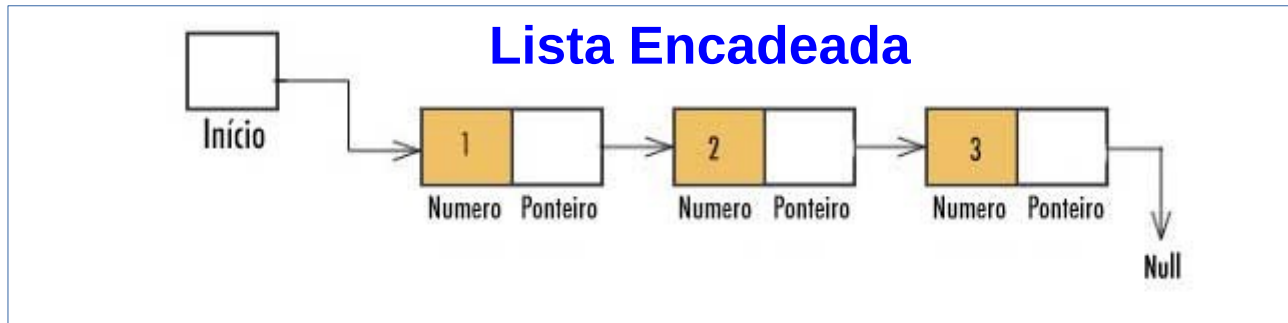 Lista Encadeada
Início
1 2 3
Numero Ponteiro Numero Ponteiro Numero Ponteiro
Null